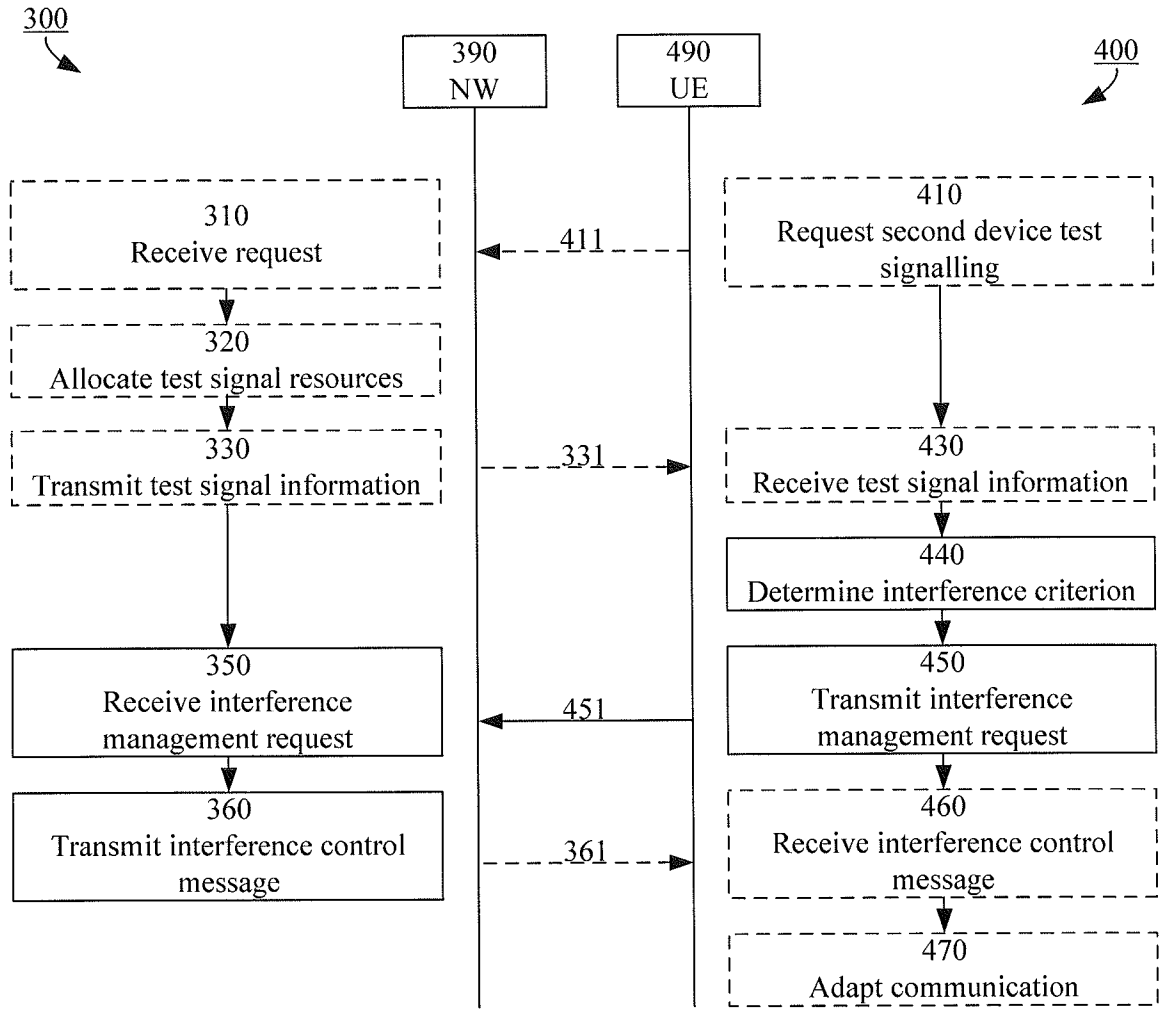 300
390
NW
490
UE
400
310
Receive request
411
410
Request second device test
signalling
320
Allocate test signal resources
330
Transmit test signal information
331
430
Receive test signal information
440
Determine interference criterion
350
Receive interference
management request
451
450
Transmit interference
management request
360
Transmit interference control
message
361
460
Receive interference control
message
470
Adapt communication